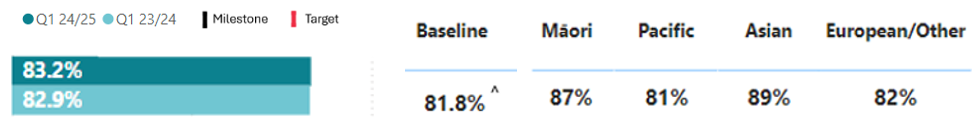 Q1 24/25 Q1 23/24 Milestone Target
Baseline Māori Pacific Asian European/Other
83.2%
82.9%
81.8%^ 87% 81% 89% 82%